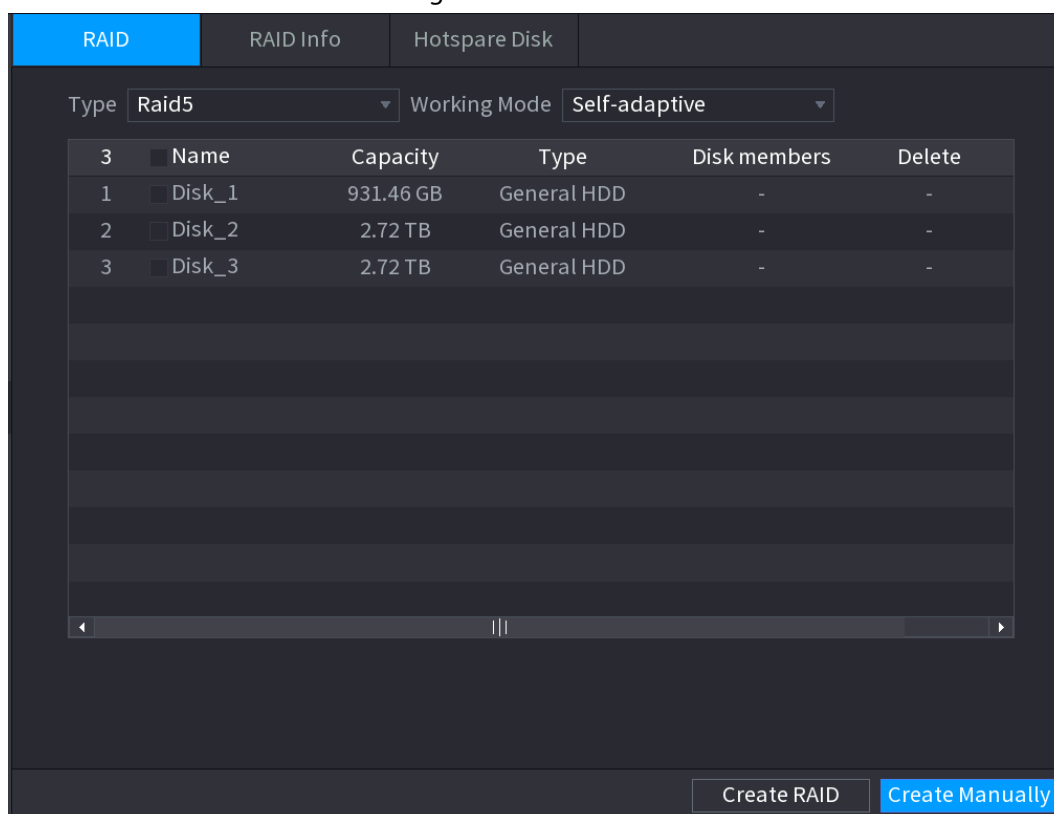 RAID RAID Info Hotspare Disk
Type Raid5 Working Mode Self-adaptive
3 Name Capacity Type Disk members Delete
1 Disk_1 931.46 GB General HDD - -
2 Disk_2 2.72 TB General HDD - -
3 Disk_3 2.72 TB General HDD - -
Create RAID Create Manually